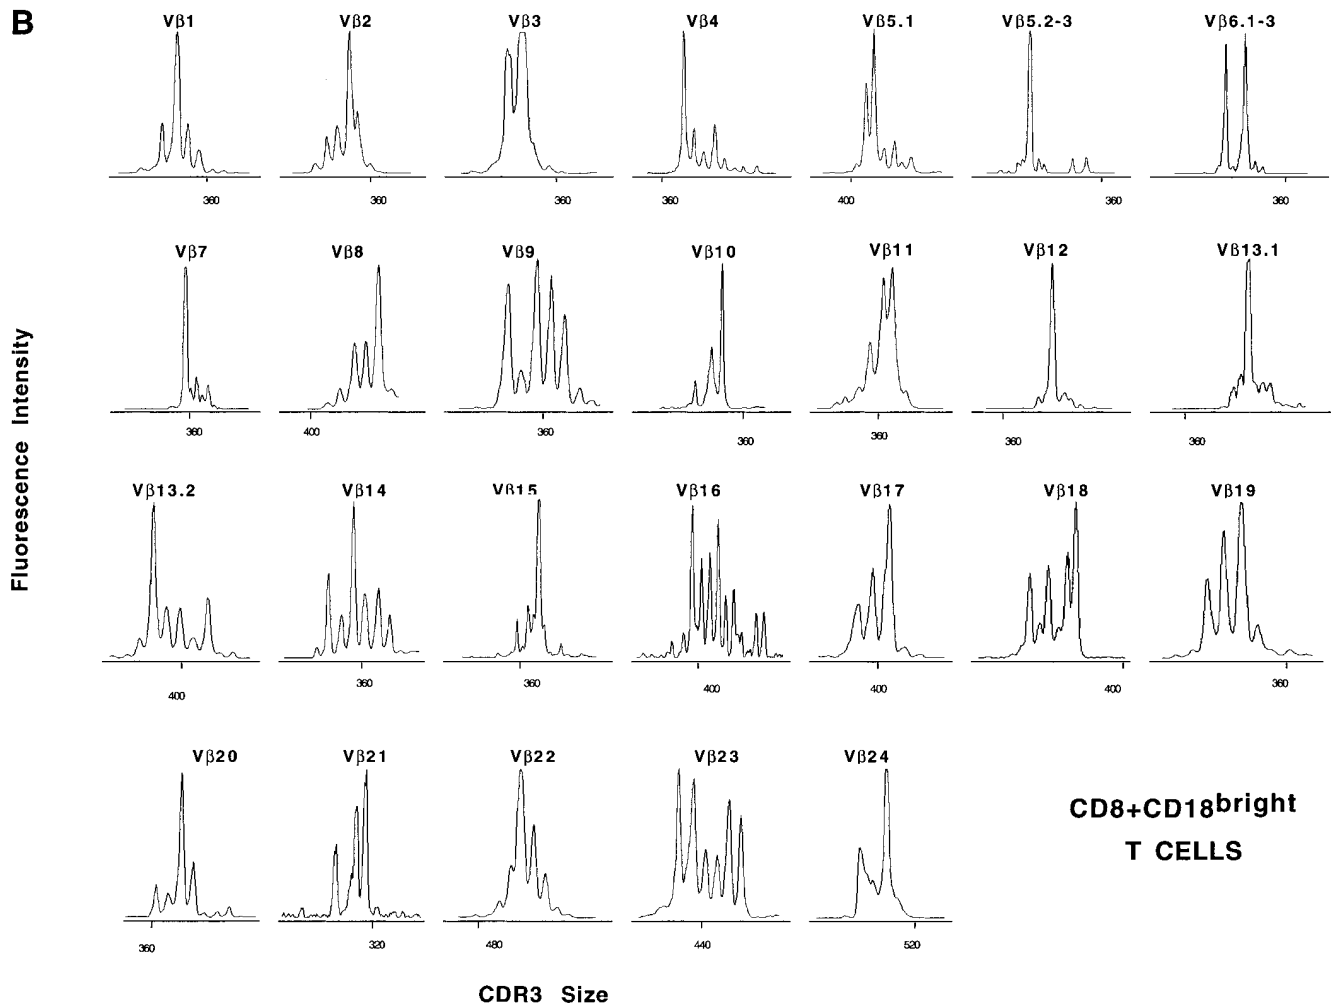 B
Vβ1 Vβ2 Vβ3 Vβ4 Vβ5.1 Vβ5.2-3 Vβ6.1-3
360 360 360 360 400 360 360
Vβ7 Vβ8 Vβ9 Vβ10 Vβ11 Vβ12 Vβ13.1
360 400 360 360 360 360 360
Fluorescence Intensity
Vβ13.2 Vβ14 Vβ15 Vβ16 Vβ17 Vβ18 Vβ19
400 360 360 400 400 400 360
Vβ20 Vβ21 Vβ22 Vβ23 Vβ24
CD8+CD18bright
T CELLS
360 320 480 440 520
CDR3 Size